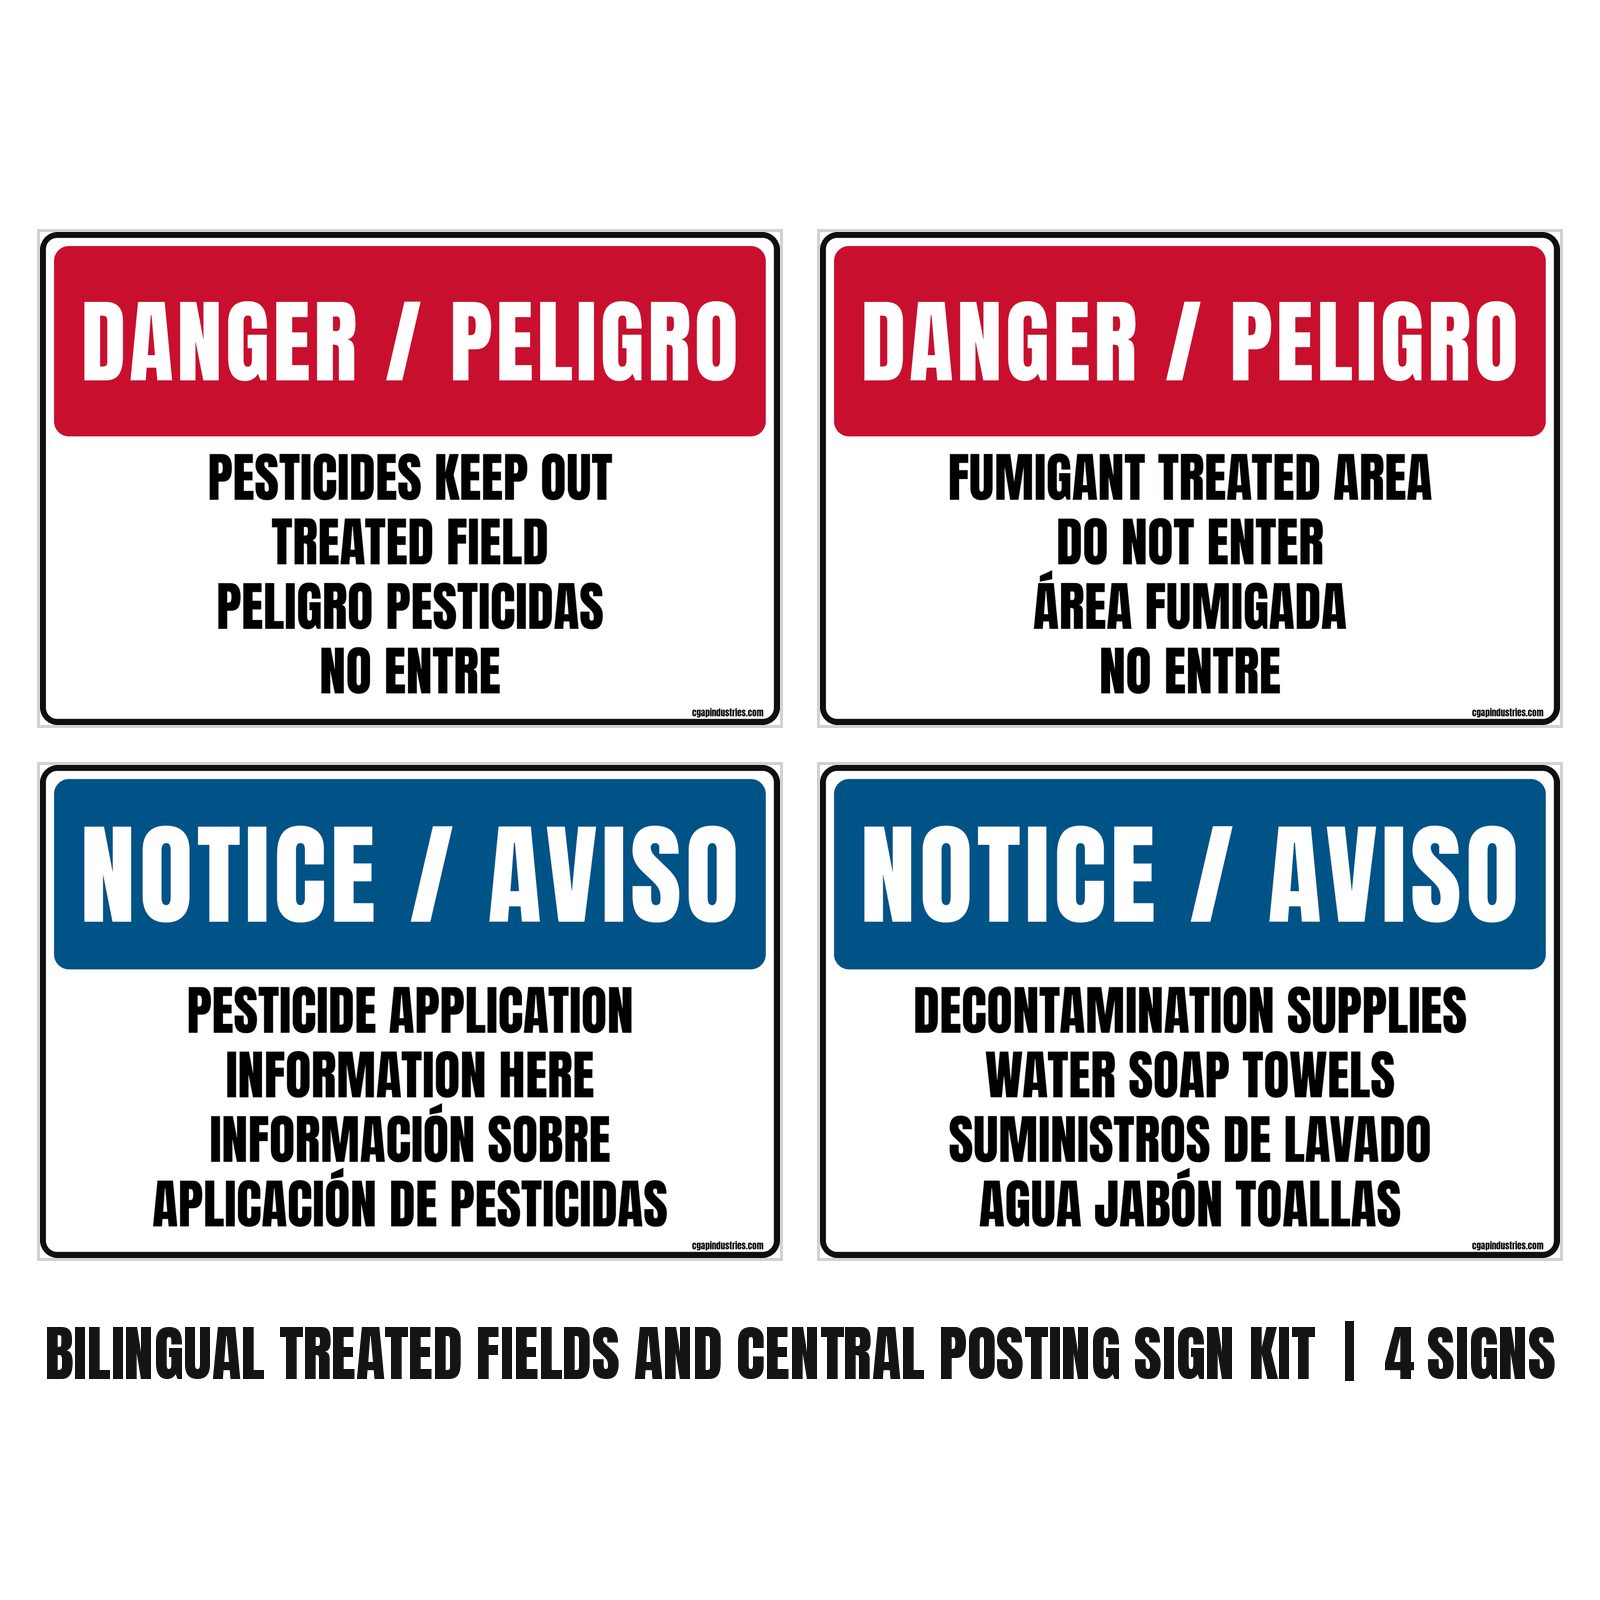 DANGER / PELIGRO
PESTICIDES KEEP OUT
TREATED FIELD
PELIGRO PESTICIDAS
NO ENTRE
cgapindustries.com
DANGER / PELIGRO
FUMIGANT TREATED AREA
DO NOT ENTER
ÁREA FUMIGADA
NO ENTRE
cgapindustries.com
NOTICE / AVISO
PESTICIDE APPLICATION
INFORMATION HERE
INFORMACIÓN SOBRE
APLICACIÓN DE PESTICIDAS
cgapindustries.com
NOTICE / AVISO
DECONTAMINATION SUPPLIES
WATER SOAP TOWELS
SUMINISTROS DE LAVADO
AGUA JABÓN TOALLAS
cgapindustries.com
BILINGUAL TREATED FIELDS AND CENTRAL POSTING SIGN KIT | 4 SIGNS